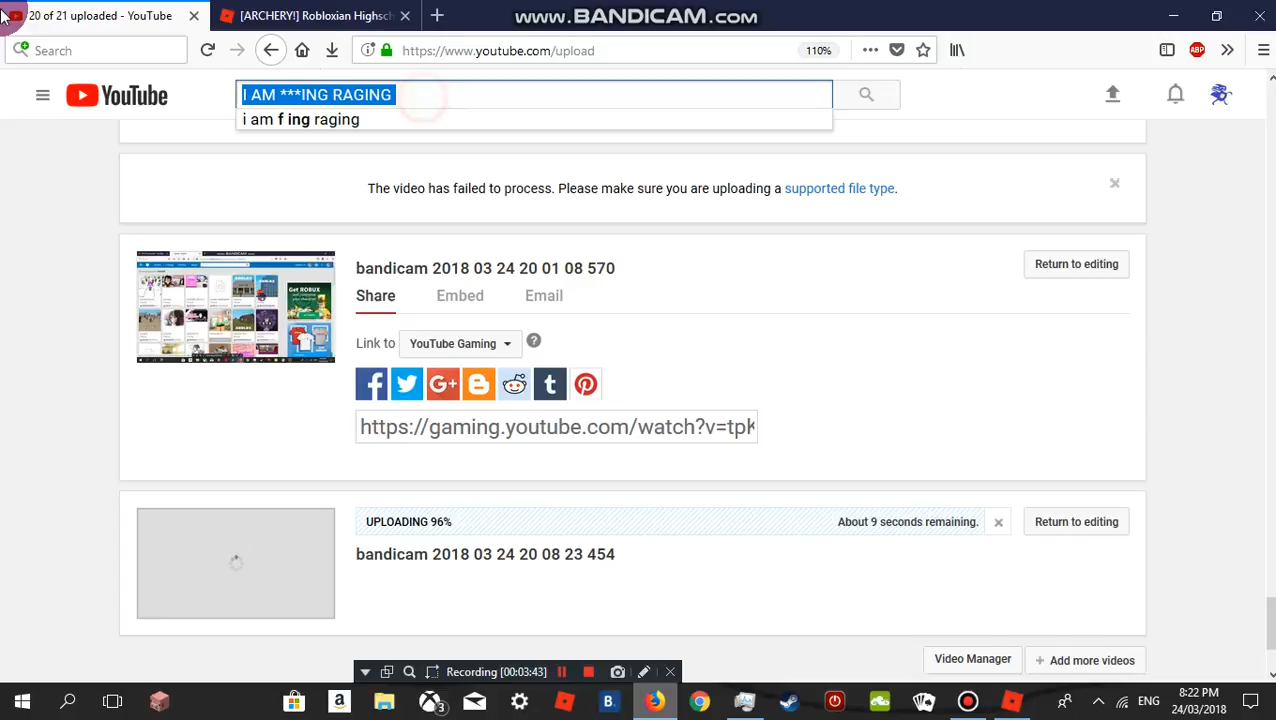 20 of 21 uploaded - YouTube
[ARCHERY!] Robloxian Highsch
www.BANDICAM.com
Search
https://www.youtube.com/upload
110%
ABP
YouTube
I AM ***ING RAGING
i am f ing raging
The video has failed to process. Please make sure you are uploading a supported file type.
bandicam 2018 03 24 20 01 08 570
Return to editing
Share Embed Email
Get ROBUX
Link to YouTube Gaming ?
https://gaming.youtube.com/watch?v=tpK
UPLOADING 96% About 9 seconds remaining. Return to editing
bandicam 2018 03 24 20 08 23 454
Video Manager + Add more videos
Recording [00:03:43]
8:22 PM
ENG
24/03/2018